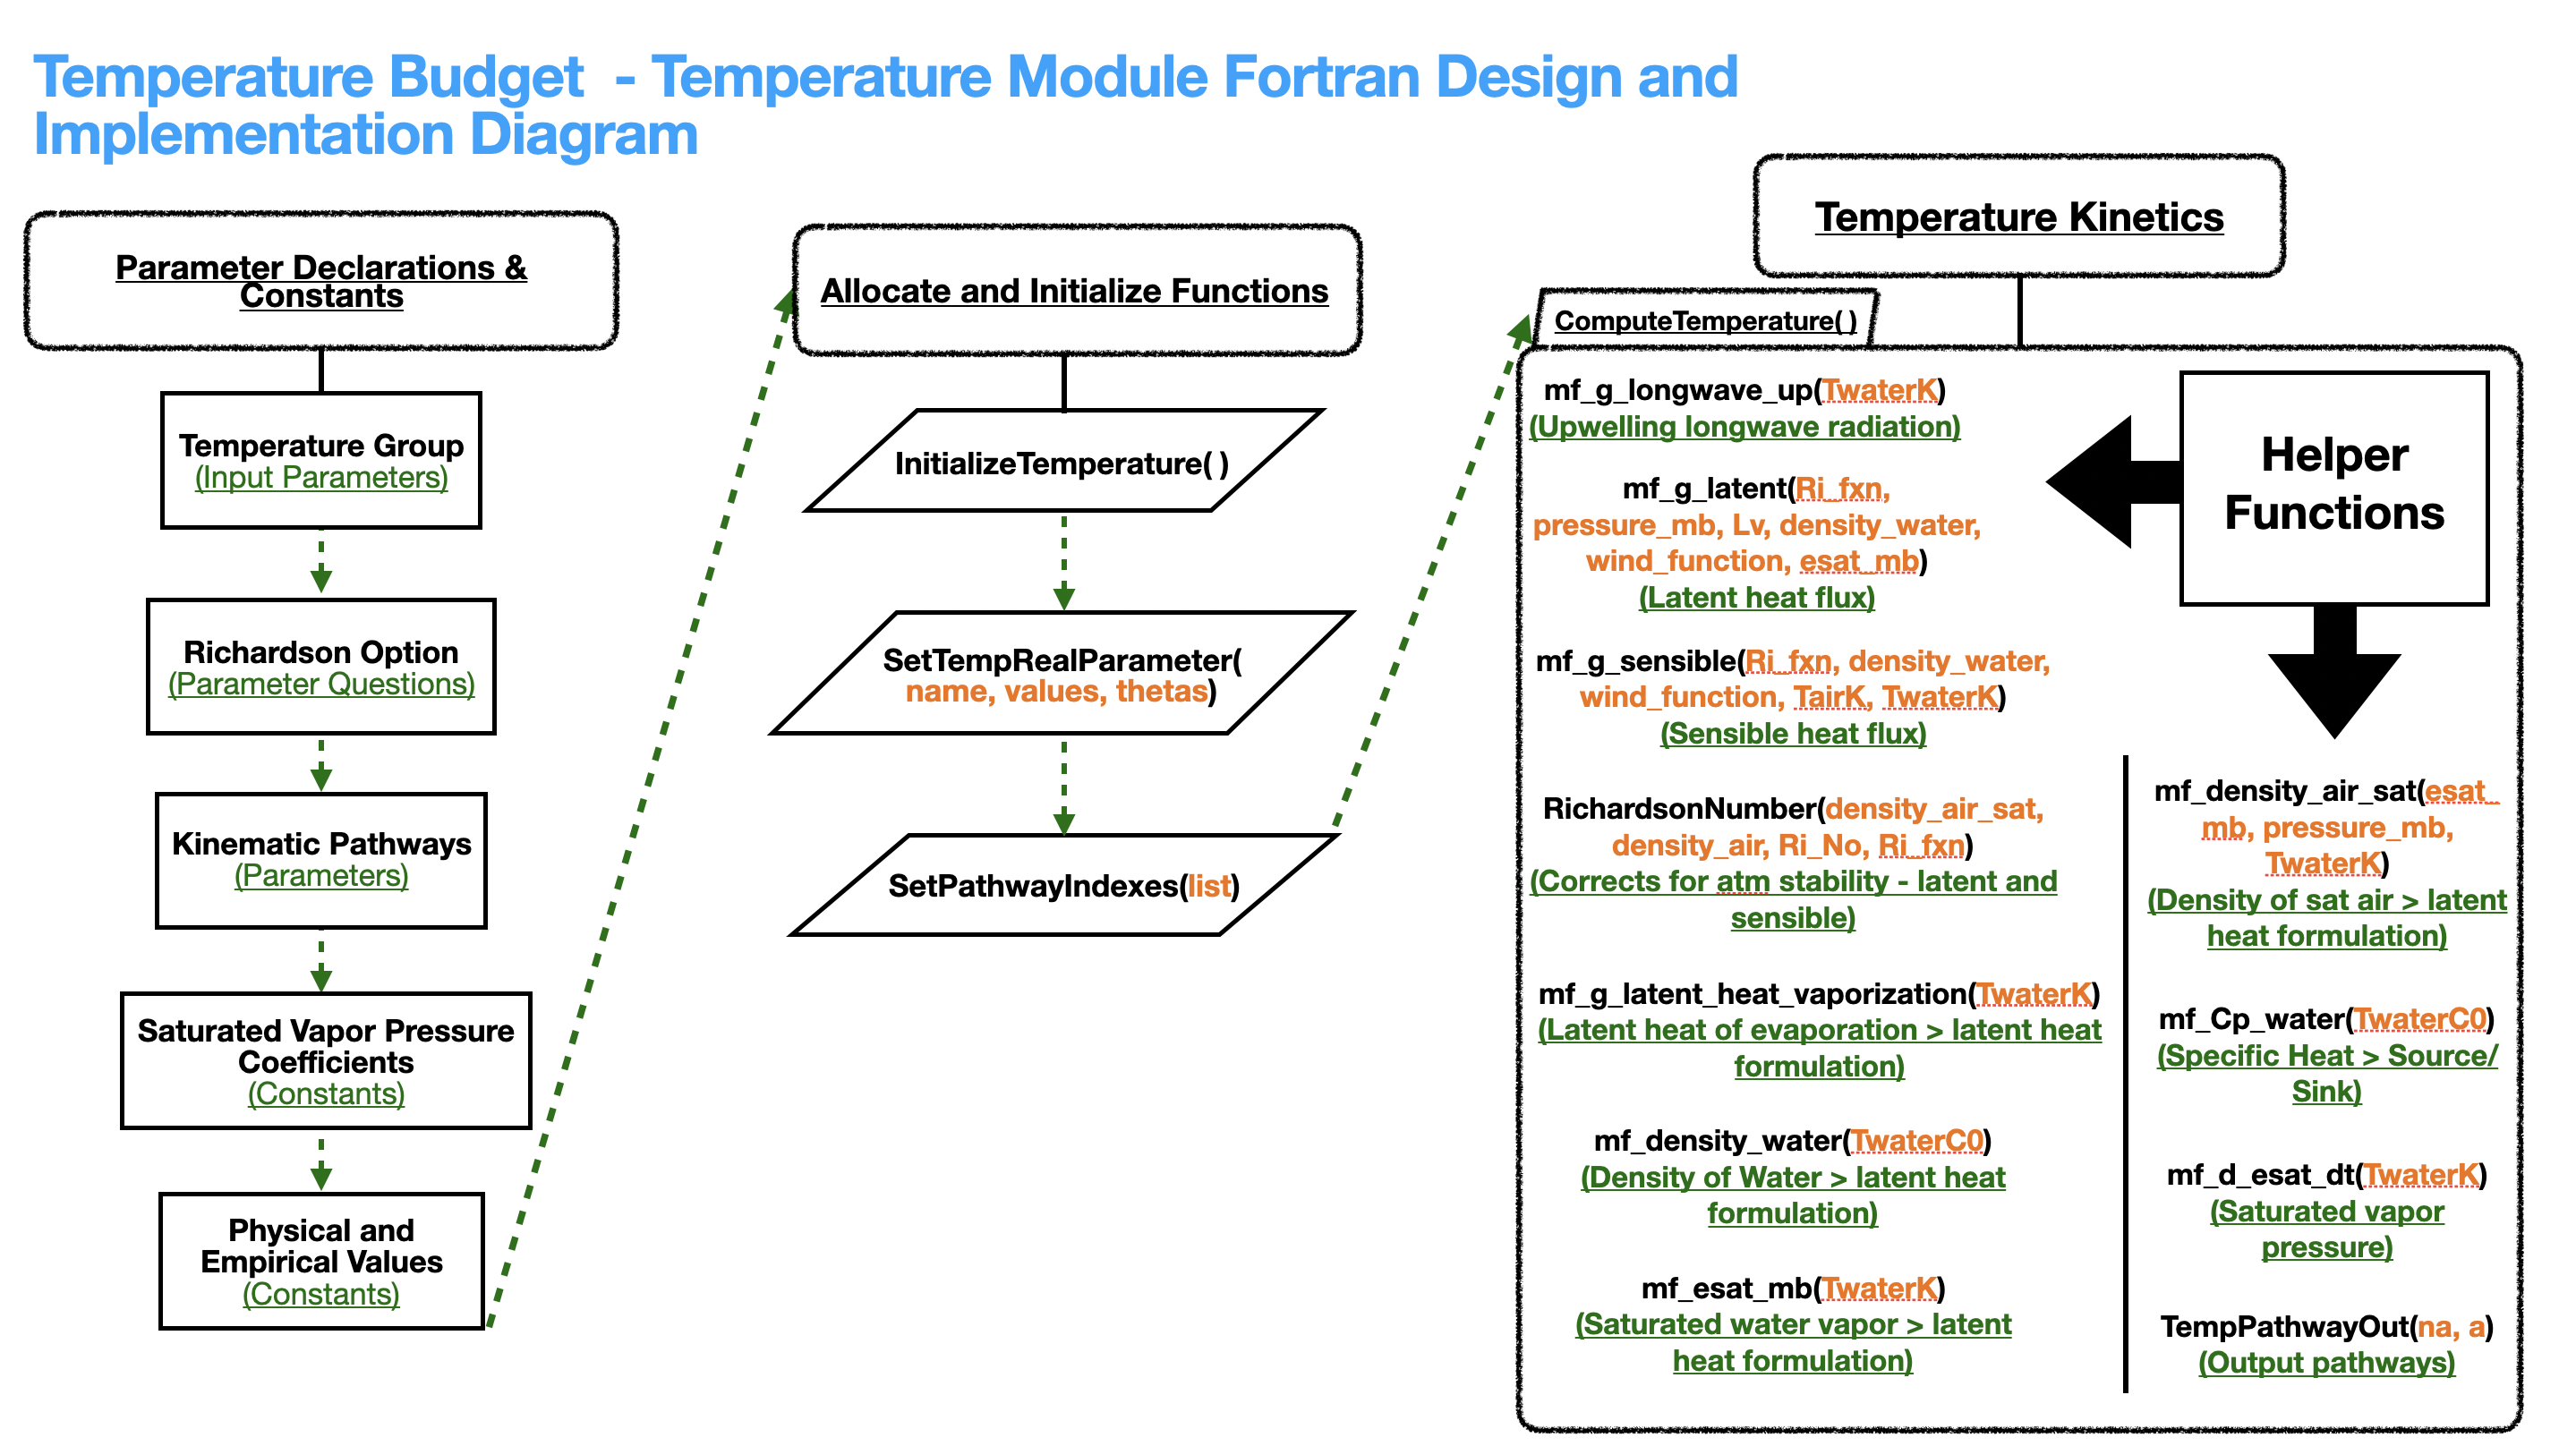 Temperature Budget  - Temperature Module Fortran Design and
Implementation Diagram
Parameter Declarations &
Constants
Temperature Group
(Input Parameters)
Richardson Option
(Parameter Questions)
Kinematic Pathways
(Parameters)
Saturated Vapor Pressure
Coefficients
(Constants)
Physical and
Empirical Values
(Constants)
Allocate and Initialize Functions
InitializeTemperature( )
SetTempRealParameter(
name, values, thetas)
SetPathwayIndexes(list)
Temperature Kinetics
ComputeTemperature( )
mf_g_longwave_up(TwaterK)
(Upwelling longwave radiation)
mf_g_latent(Ri_fxn,
pressure_mb, Lv, density_water,
wind_function, esat_mb)
(Latent heat flux)
mf_g_sensible(Ri_fxn, density_water,
wind_function, TairK, TwaterK)
(Sensible heat flux)
RichardsonNumber(density_air_sat,
density_air, Ri_No, Ri_fxn)
(Corrects for atm stability - latent and
sensible)
mf_g_latent_heat_vaporization(TwaterK)
(Latent heat of evaporation > latent heat
formulation)
mf_density_water(TwaterC0)
(Density of Water > latent heat
formulation)
mf_esat_mb(TwaterK)
(Saturated water vapor > latent
heat formulation)
Helper
Functions
mf_density_air_sat(esat_
mb, pressure_mb,
TwaterK)
(Density of sat air > latent
heat formulation)
mf_Cp_water(TwaterC0)
(Specific Heat > Source/
Sink)
mf_d_esat_dt(TwaterK)
(Saturated vapor
pressure)
TempPathwayOut(na, a)
(Output pathways)